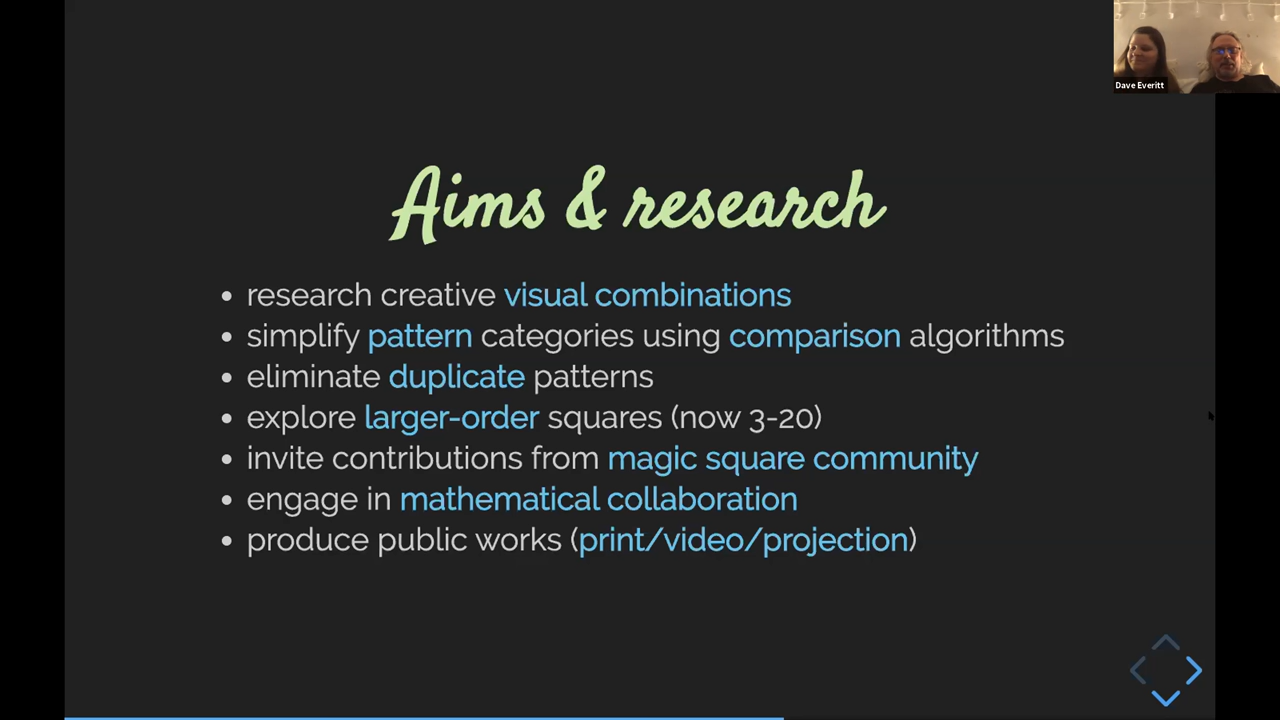 Dave Everitt
Aims & research
• research creative visual combinations
• simplify pattern categories using comparison algorithms
• eliminate duplicate patterns
• explore larger-order squares (now 3-20)
• invite contributions from magic square community
• engage in mathematical collaboration
• produce public works (print/video/projection)